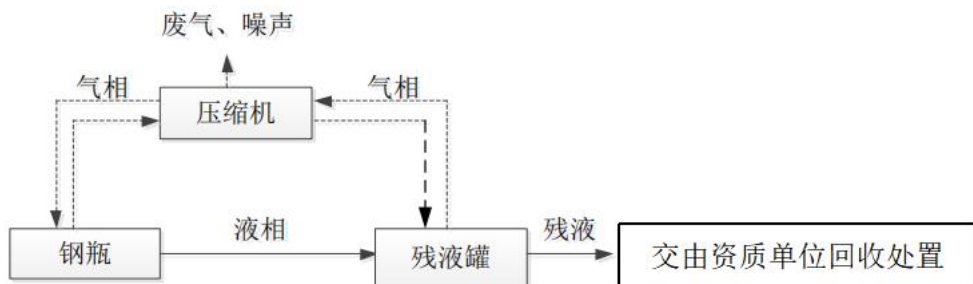 废气、噪声
气相
气相
压缩机
钢瓶
液相
残液罐
残液
交由资质单位回收处置